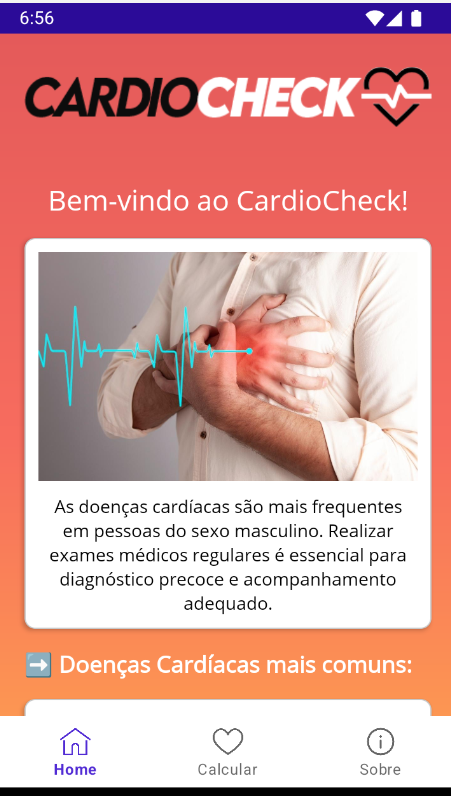 6:56
CARDIOCHECK
Bem-vindo ao CardioCheck!
As doenças cardíacas são mais frequentes
em pessoas do sexo masculino. Realizar
exames médicos regulares é essencial para
diagnóstico precoce e acompanhamento
adequado.
➡️ Doenças Cardíacas mais comuns:
Home Calcular Sobre